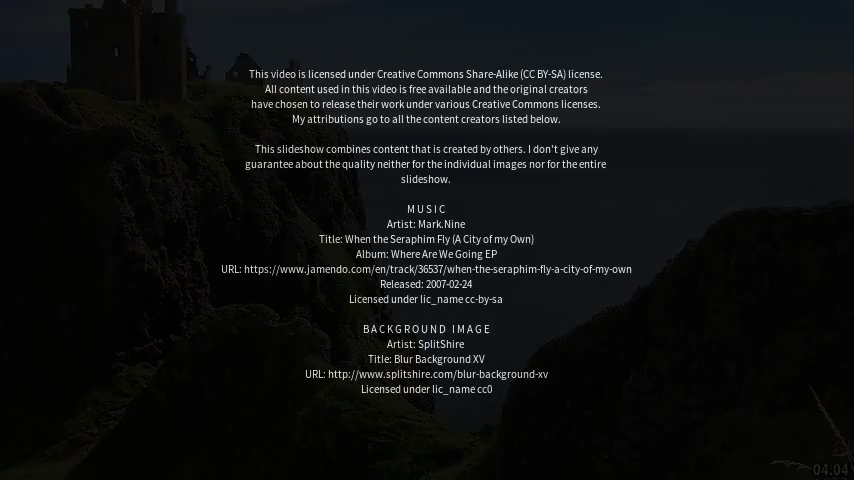 This video is licensed under Creative Commons Share-Alike (CC BY-SA) license.
All content used in this video is free available and the original creators
have chosen to release their work under various Creative Commons licenses.
My attributions go to all the content creators listed below.
This slideshow combines content that is created by others. I don't give any
guarantee about the quality neither for the individual images nor for the entire
slideshow.
MUSIC
Artist: Mark.Nine
Title: When the Seraphim Fly (A City of my Own)
Album: Where Are We Going EP
URL: https://www.jamendo.com/en/track/36537/when-the-seraphim-fly-a-city-of-my-own
Released: 2007-02-24
Licensed under lic_name cc-by-sa
BACKGROUND IMAGE
Artist: SplitShire
Title: Blur Background XV
URL: http://www.splitshire.com/blur-background-xv
Licensed under lic_name cc0
04:04